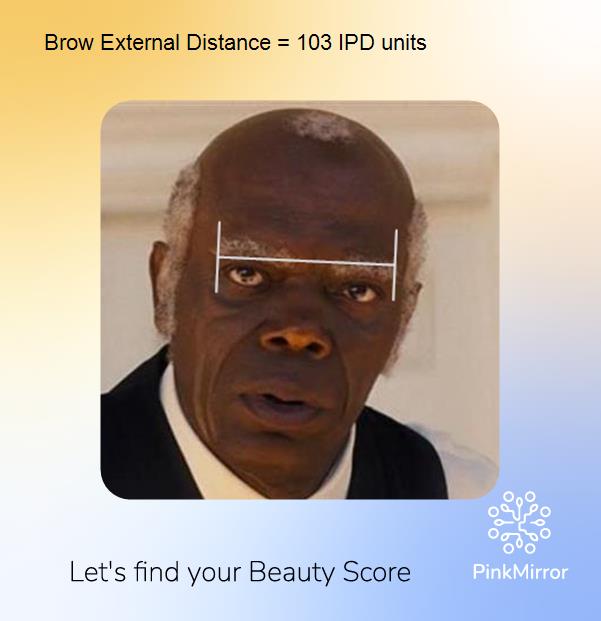 Brow External Distance = 103 IPD units
Let's find your Beauty Score
PinkMirror